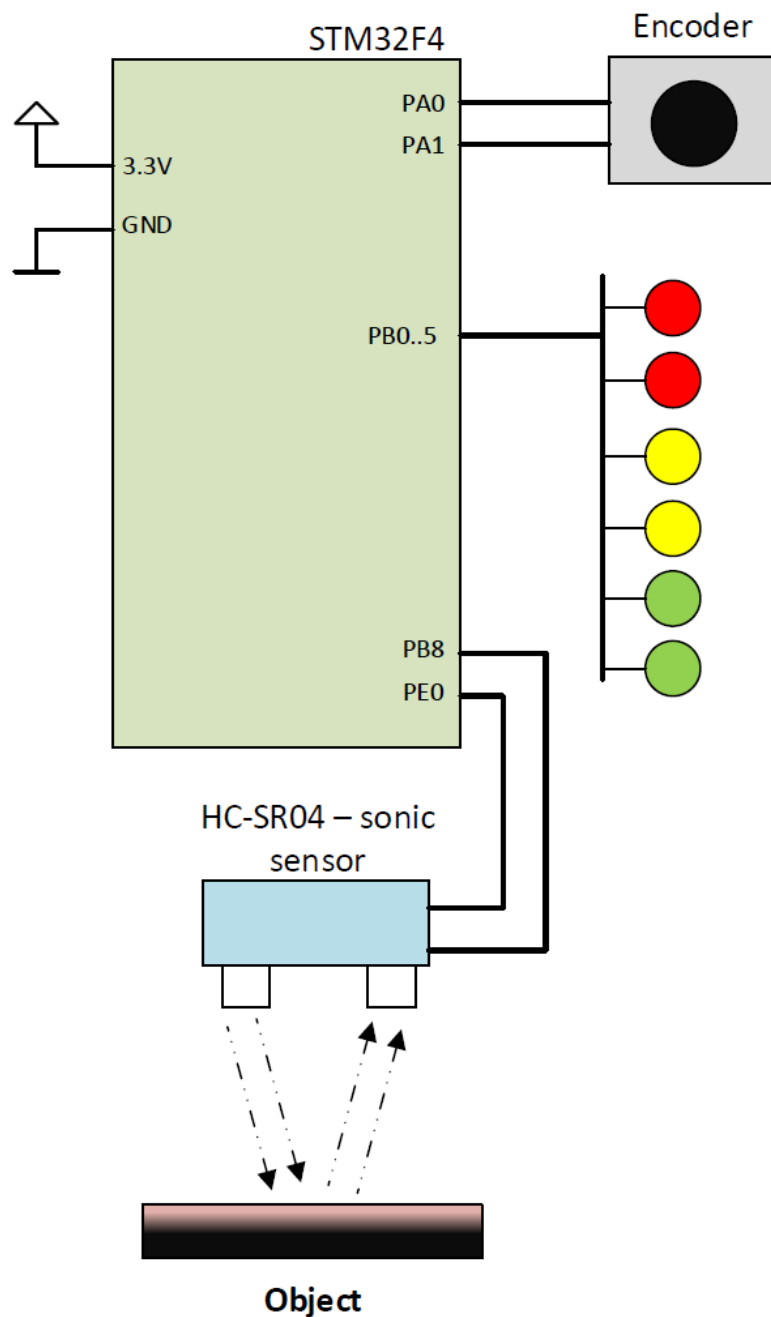 STM32F4
Encoder
PA0
PA1
3.3V
GND
PB0..5
PB8
PE0
HC-SR04 – sonic
sensor
Object